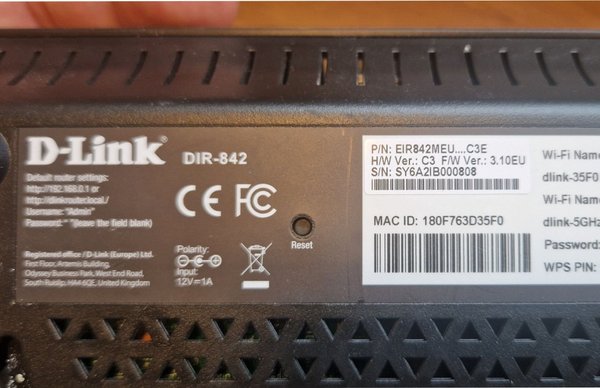 D-Link DIR-842
Default router settings:
http://192.168.0.1 or
http://dlinkrouter.local./
Username: "Admin"
Password: " "(leave the field blank)
Registered office / D-Link (Europe) Ltd.
First Floor, Artemis Building,
Odyssey Business Park, West End Road,
South Ruislip, HA4 6QE, United Kingdom
CE FC
Polarity:
Input:
12V⎓1A
Reset
P/N: EIR842MEU....C3E
H/W Ver.: C3 F/W Ver.: 3.10EU
S/N: SY6A2IB000808
MAC ID: 180F763D35F0
Wi-Fi Name
dlink-35F0
Wi-Fi Name
dlink-5GHz
Password:
WPS PIN: